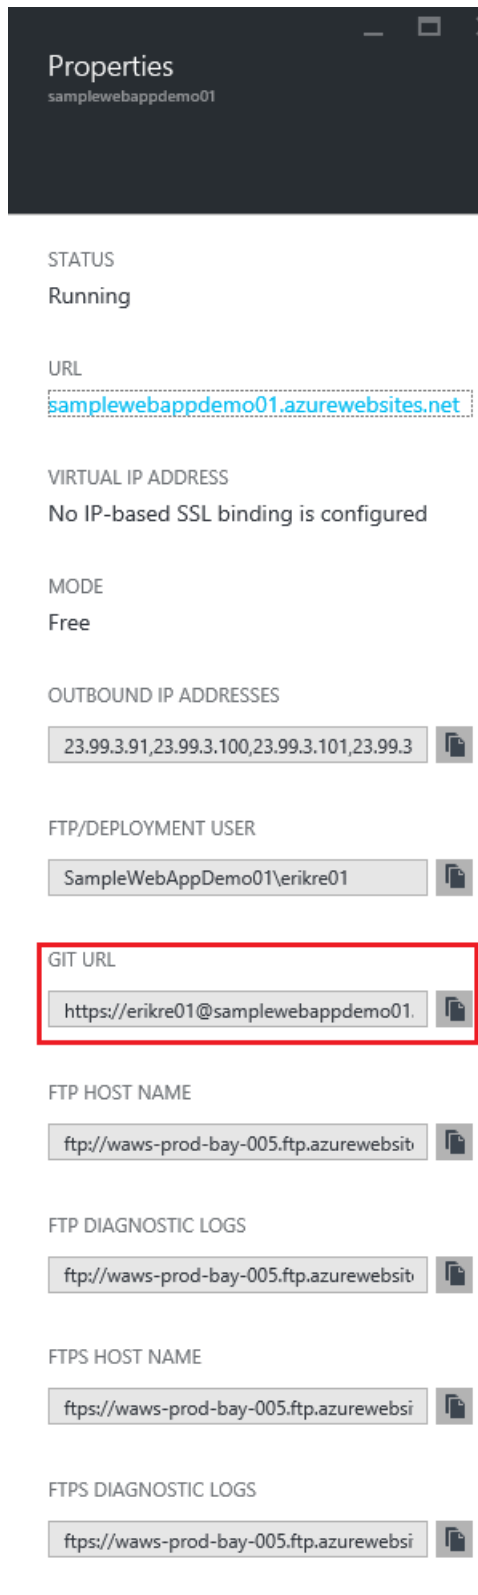 Properties
samplewebappdemo01
STATUS
Running
URL
samplewebappdemo01.azurewebsites.net
VIRTUAL IP ADDRESS
No IP-based SSL binding is configured
MODE
Free
OUTBOUND IP ADDRESSES
23.99.3.91,23.99.3.100,23.99.3.101,23.99.3
FTP/DEPLOYMENT USER
SampleWebAppDemo01\erikre01
GIT URL
https://erikre01@samplewebappdemo01.
FTP HOST NAME
ftp://waws-prod-bay-005.ftp.azurewebsit
FTP DIAGNOSTIC LOGS
ftp://waws-prod-bay-005.ftp.azurewebsit
FTPS HOST NAME
ftps://waws-prod-bay-005.ftp.azurewebsi
FTPS DIAGNOSTIC LOGS
ftps://waws-prod-bay-005.ftp.azurewebsi